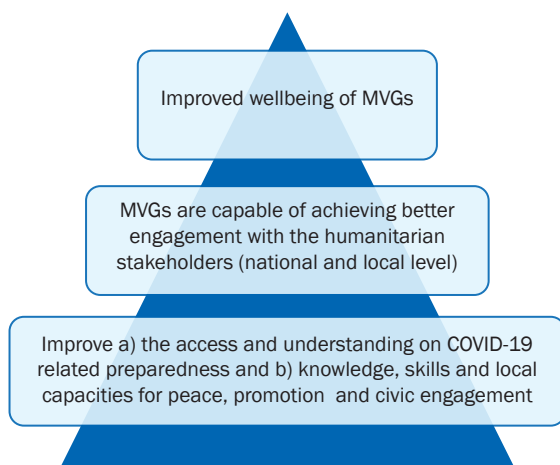 Improved wellbeing of MVGs
MVGs are capable of achieving better
engagement with the humanitarian
stakeholders (national and local level)
Improve a) the access and understanding on COVID-19
related preparedness and b) knowledge, skills and local
capacities for peace, promotion and civic engagement